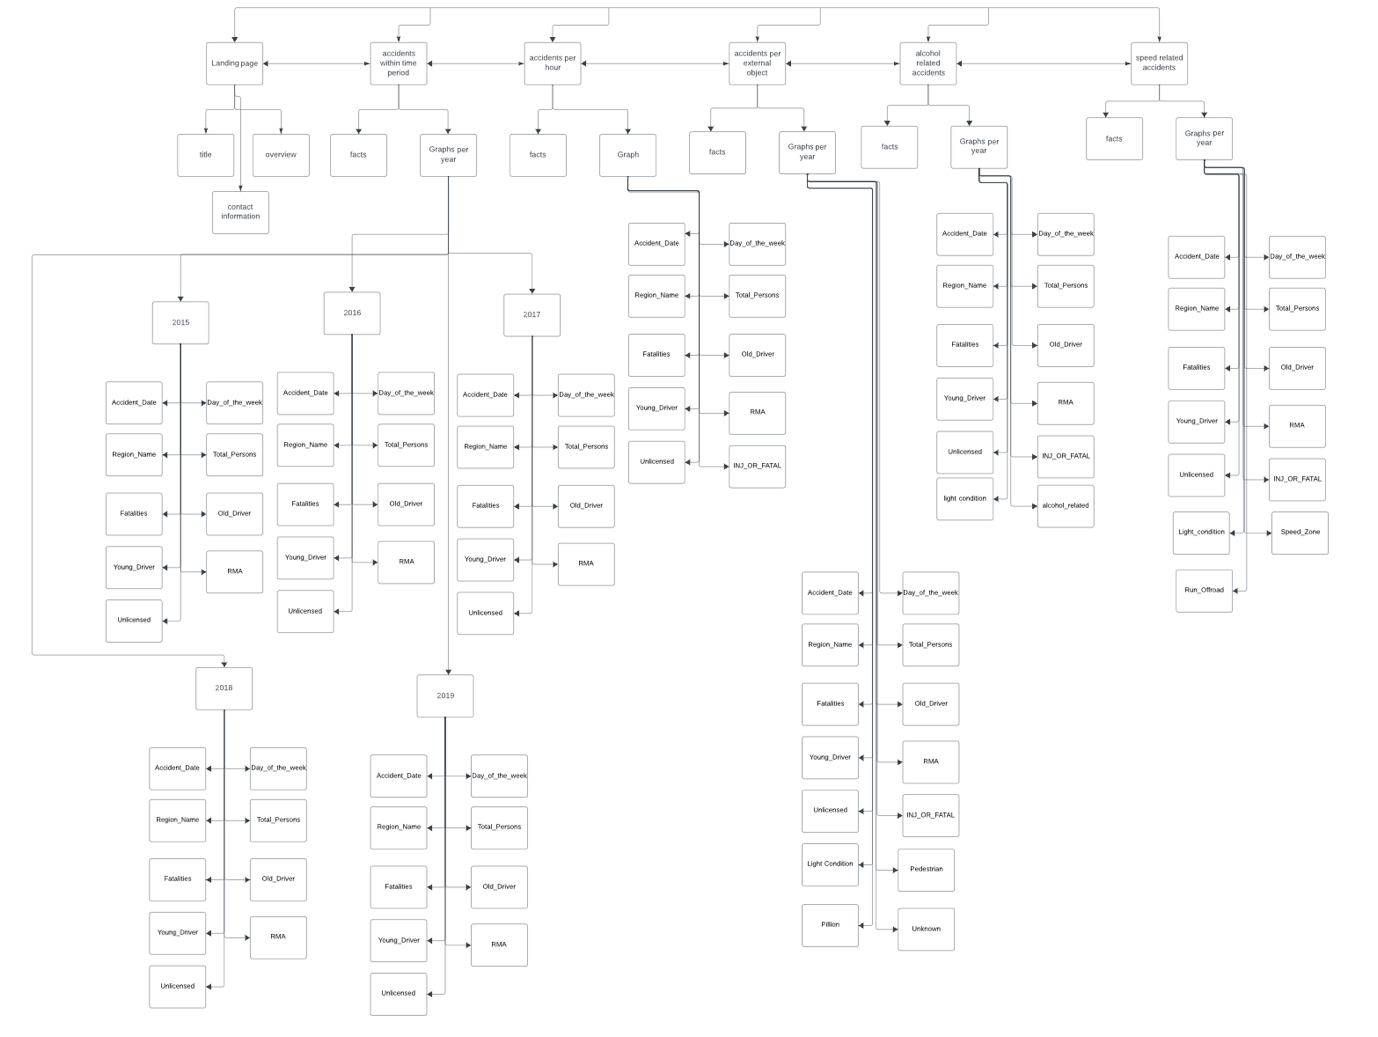 Landing page
accidents
within time
period
accidents per
hour
accidents per
external
object
alcohol
related
accidents
speed related
accidents
title
overview
contact
information
facts
Graphs per
year
facts
Graph
facts
Graphs per
year
facts
Graphs per
year
facts
Graphs per
year
2015
Accident_Date
Day_of_the_week
Region_Name
Total_Persons
Fatalities
Old_Driver
Young_Driver
RMA
Unlicensed
2016
Accident_Date
Day_of_the_week
Region_Name
Total_Persons
Fatalities
Old_Driver
Young_Driver
RMA
Unlicensed
2017
Accident_Date
Day_of_the_week
Region_Name
Total_Persons
Fatalities
Old_Driver
Young_Driver
RMA
Unlicensed
2018
Accident_Date
Day_of_the_week
Region_Name
Total_Persons
Fatalities
Old_Driver
Young_Driver
RMA
Unlicensed
2019
Accident_Date
Day_of_the_week
Region_Name
Total_Persons
Fatalities
Old_Driver
Young_Driver
RMA
Unlicensed
Accident_Date
Day_of_the_week
Region_Name
Total_Persons
Fatalities
Old_Driver
Young_Driver
RMA
Unlicensed
INJ_OR_FATAL
Accident_Date
Day_of_the_week
Region_Name
Total_Persons
Fatalities
Old_Driver
Young_Driver
RMA
Unlicensed
INJ_OR_FATAL
Light Condition
Pedestrian
Pillion
Unknown
Accident_Date
Day_of_the_week
Region_Name
Total_Persons
Fatalities
Old_Driver
Young_Driver
RMA
Unlicensed
INJ_OR_FATAL
light condition
alcohol_related
Accident_Date
Day_of_the_week
Region_Name
Total_Persons
Fatalities
Old_Driver
Young_Driver
RMA
Unlicensed
INJ_OR_FATAL
Light_condition
Speed_Zone
Run_Offroad